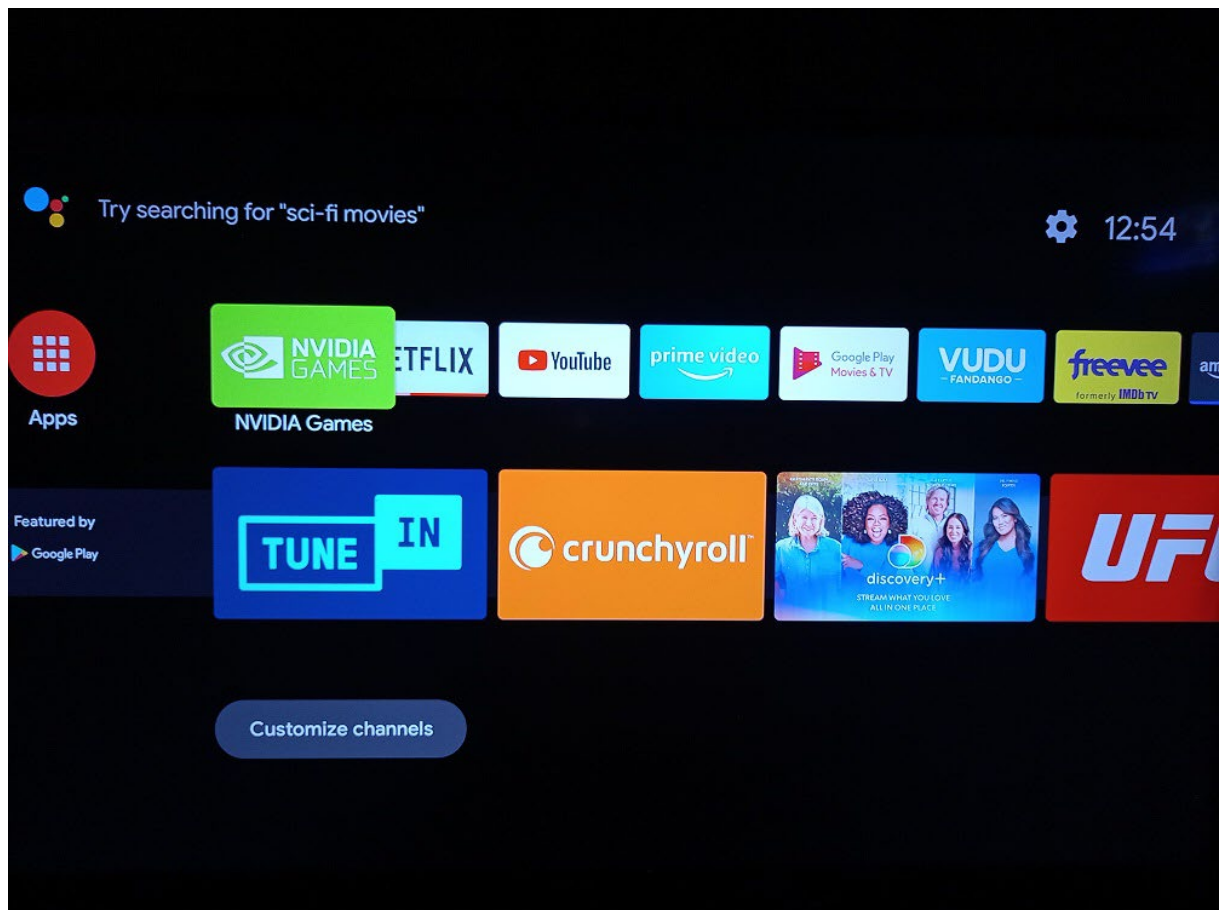 Try searching for "sci-fi movies"
12:54
Apps
NVIDIA
GAMES
ETFLIX
YouTube
prime video
Google Play
Movies & TV
VUDU
FANDANGO
freevee
formerly IMDb TV
am
NVIDIA Games
Featured by
Google Play
TUNE
IN
crunchyroll
discovery+
STREAM WHAT YOU LOVE
ALL IN ONE PLACE
UF
Customize channels